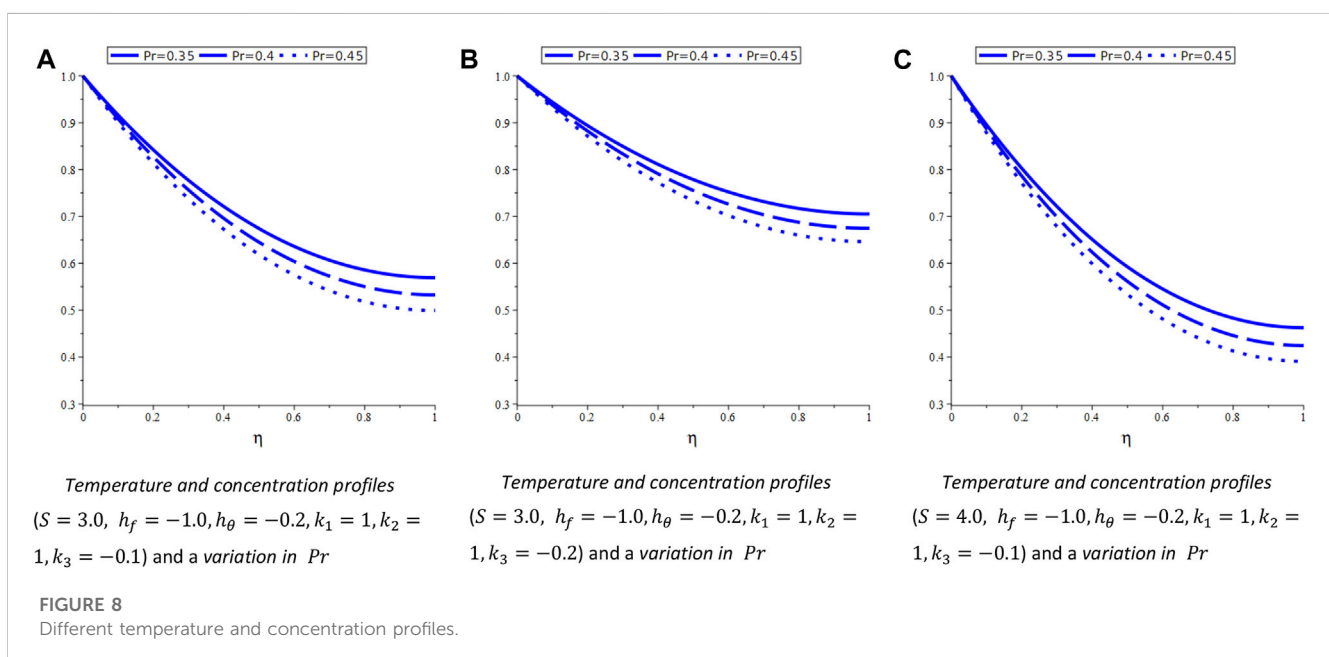 A
Pr=0.35 Pr=0.4 Pr=0.45
1.0
0.9
0.8
0.7
0.6
0.5
0.4
0.3
0 0.2 0.4 0.6 0.8 1
η
Temperature and concentration profiles
(S = 3.0, h_f = −1.0, h_θ = −0.2, k₁ = 1, k₂ =
1, k₃ = −0.1) and a variation in Pr
B
Pr=0.35 Pr=0.4 Pr=0.45
1.0
0.9
0.8
0.7
0.6
0.5
0.4
0.3
0 0.2 0.4 0.6 0.8 1
η
Temperature and concentration profiles
(S = 3.0, h_f = −1.0, h_θ = −0.2, k₁ = 1, k₂ =
1, k₃ = −0.2) and a variation in Pr
C
Pr=0.35 Pr=0.4 Pr=0.45
1.0
0.9
0.8
0.7
0.6
0.5
0.4
0.3
0 0.2 0.4 0.6 0.8 1
η
Temperature and concentration profiles
(S = 4.0, h_f = −1.0, h_θ = −0.2, k₁ = 1, k₂ =
1, k₃ = −0.1) and a variation in Pr
FIGURE 8
Different temperature and concentration profiles.